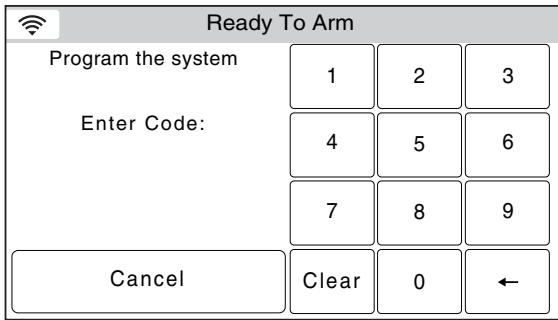 Ready To Arm
Program the system
Enter Code:
1 2 3
4 5 6
7 8 9
Cancel Clear 0 ←